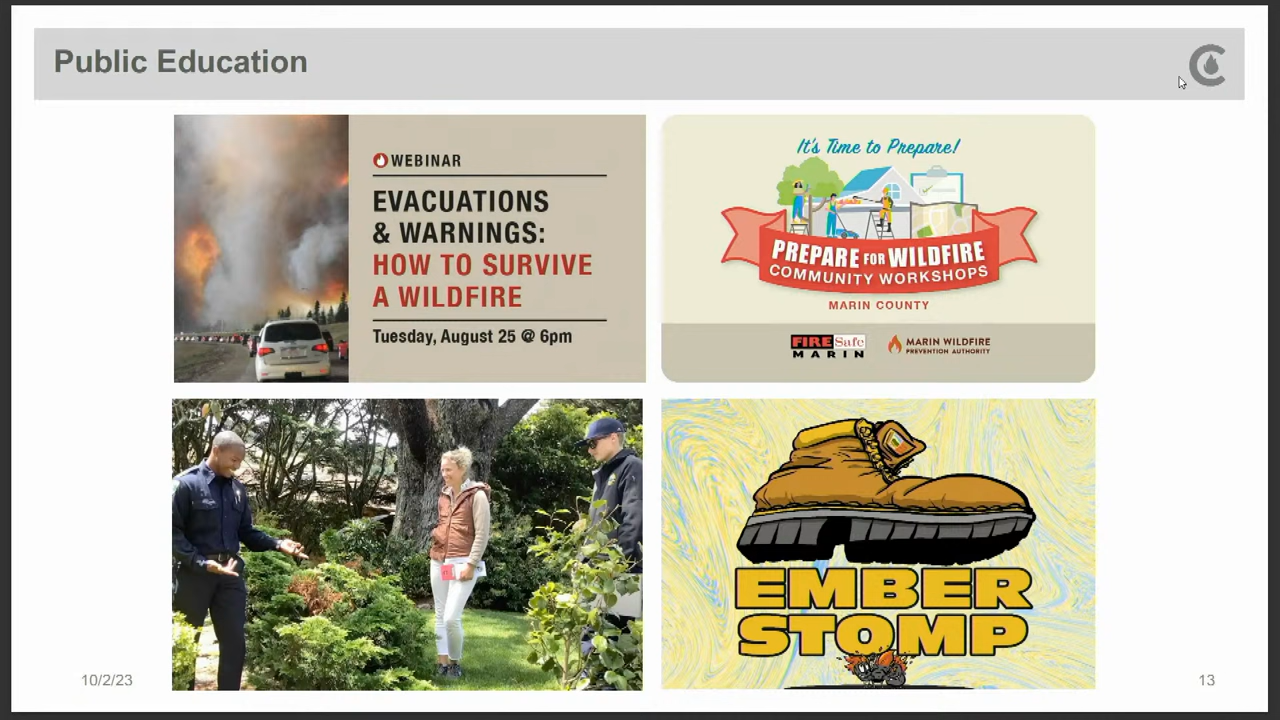 Public Education
WEBINAR
EVACUATIONS
& WARNINGS:
HOW TO SURVIVE
A WILDFIRE
Tuesday, August 25 @ 6pm
It's Time to Prepare!
PREPARE FOR WILDFIRE
COMMUNITY WORKSHOPS
MARIN COUNTY
FIRE Safe
MARIN
MARIN WILDFIRE
PREVENTION AUTHORITY
EMBER
STOMP
10/2/23
13